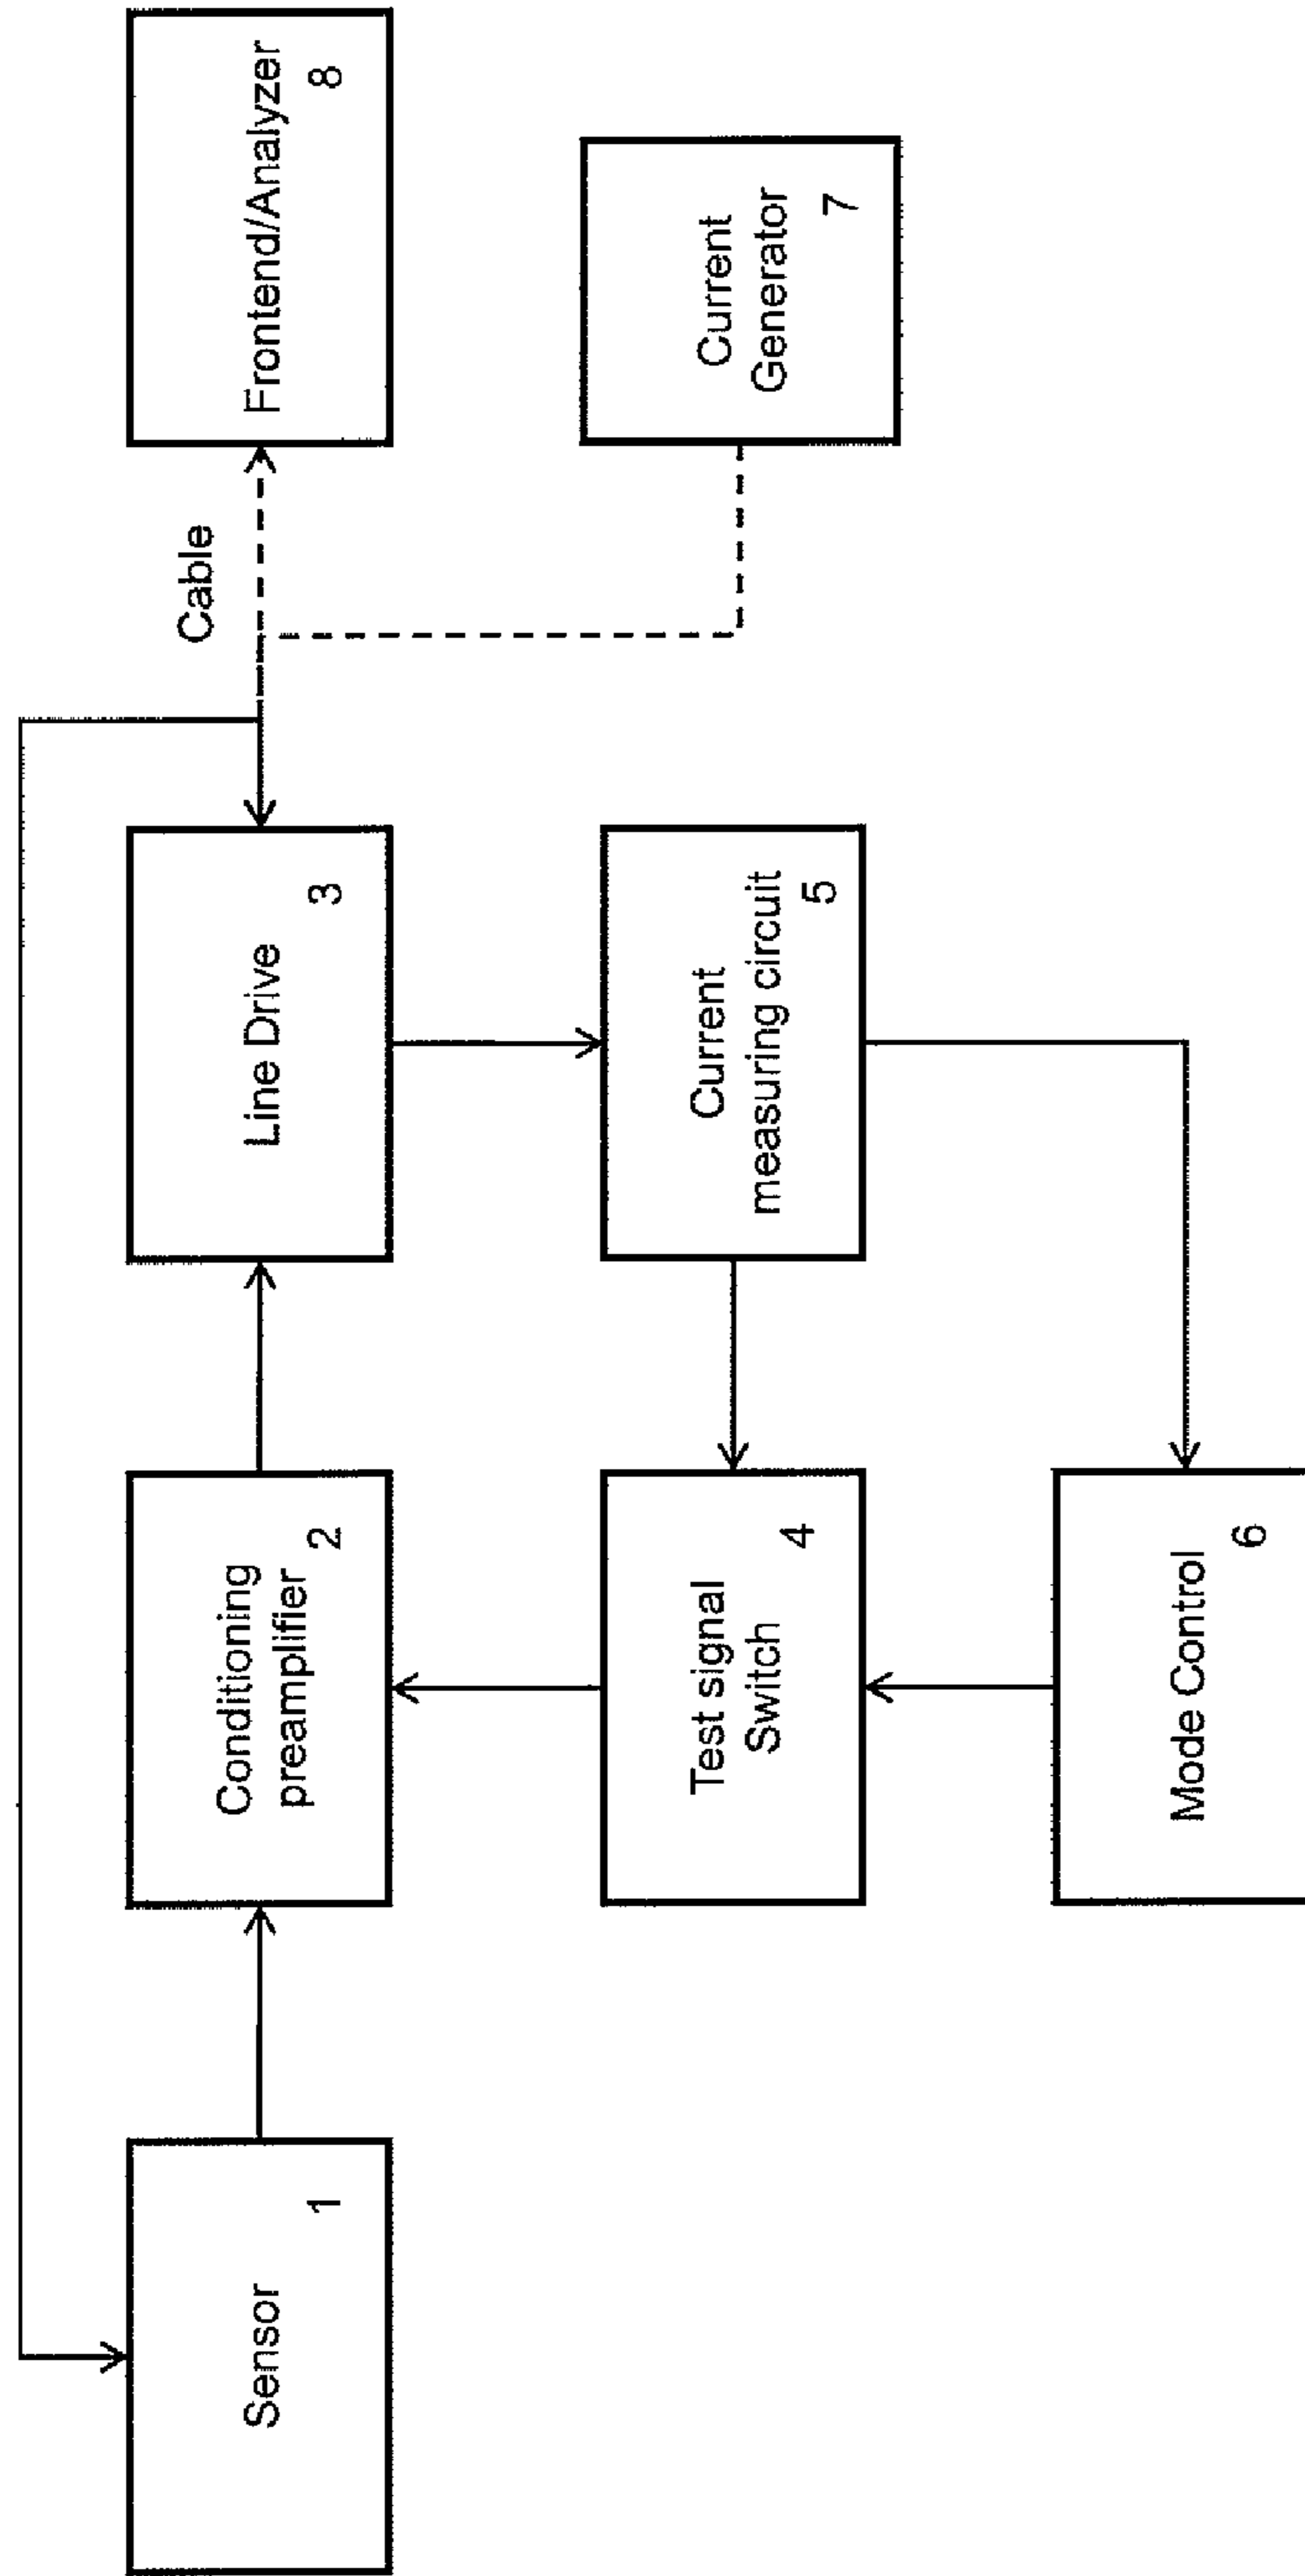 Sensor
1
Conditioning
preamplifier
2
Line Drive
3
Cable
Frontend/Analyzer
8
Test signal
Switch
4
Current
measuring circuit
5
Current
Generator
7
Mode Control
6